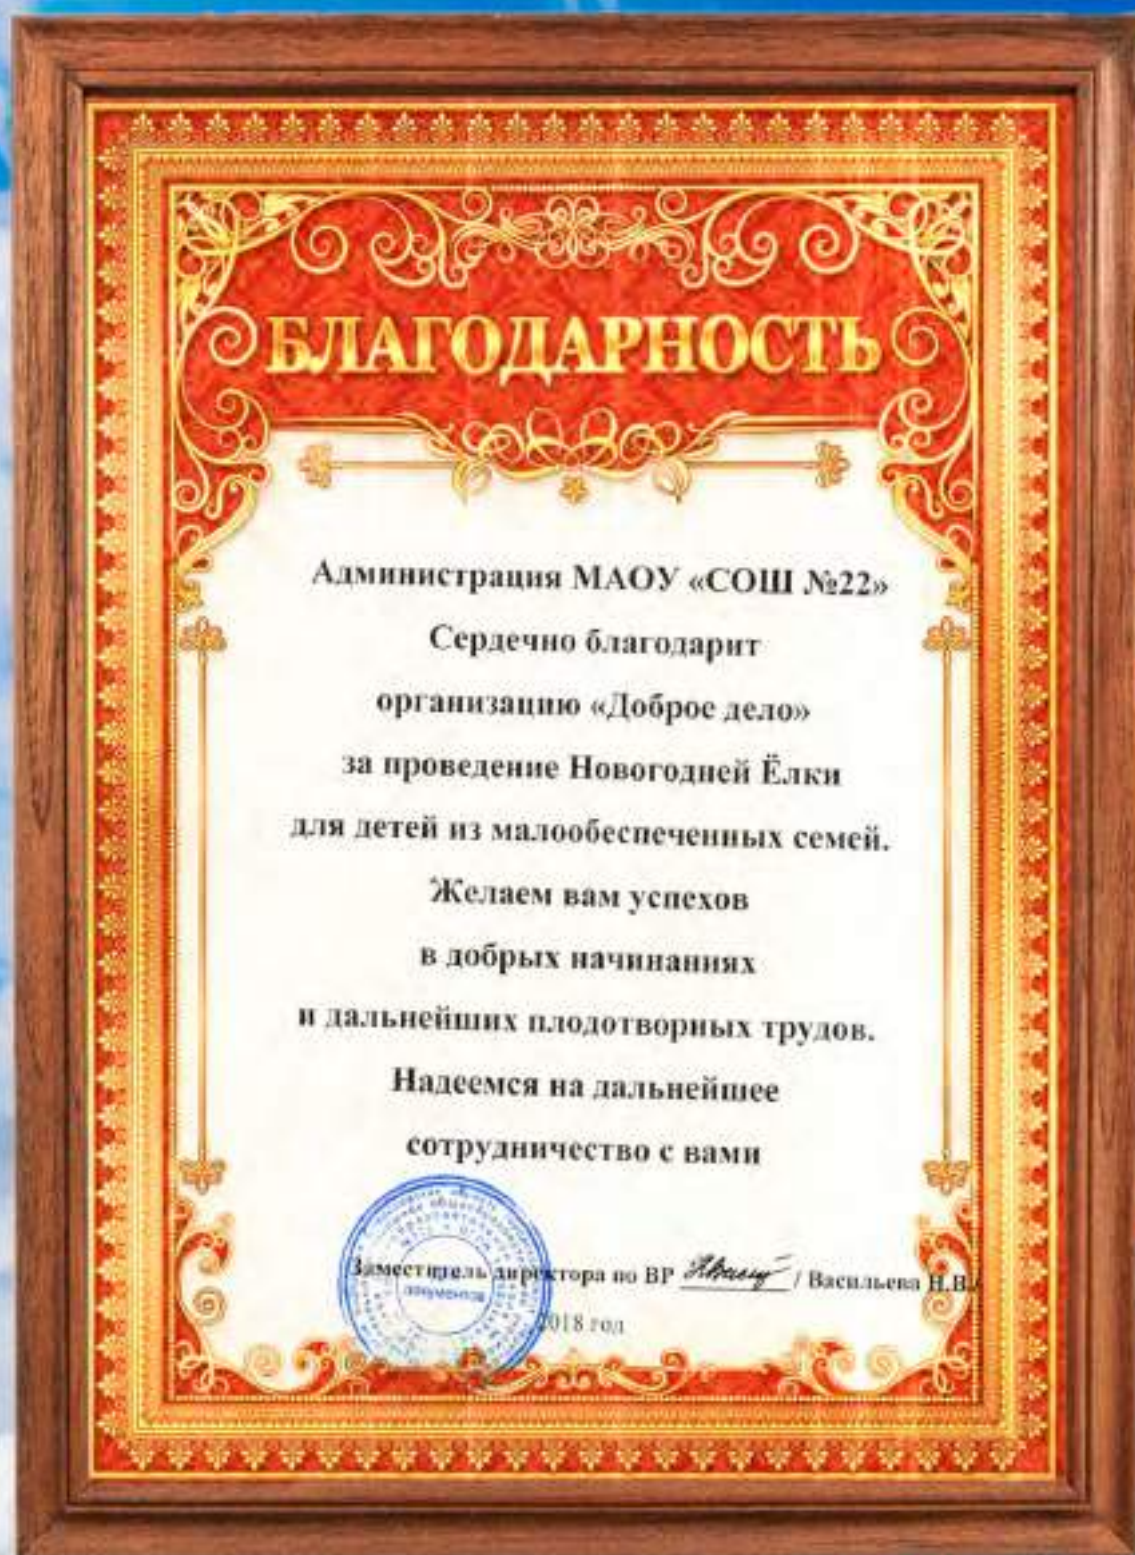 БЛАГОДАРНОСТЬ
Администрация МАОУ «СОШ №22»
Сердечно благодарит
организацию «Доброе дело»
за проведение Новогодней Ёлки
для детей из малообеспеченных семей.
Желаем вам успехов
в добрых начинаниях
и дальнейших плодотворных трудов.
Надеемся на дальнейшее
сотрудничество с вами
Заместитель директора по ВР / Васильева Н.В.
документов
2018 год